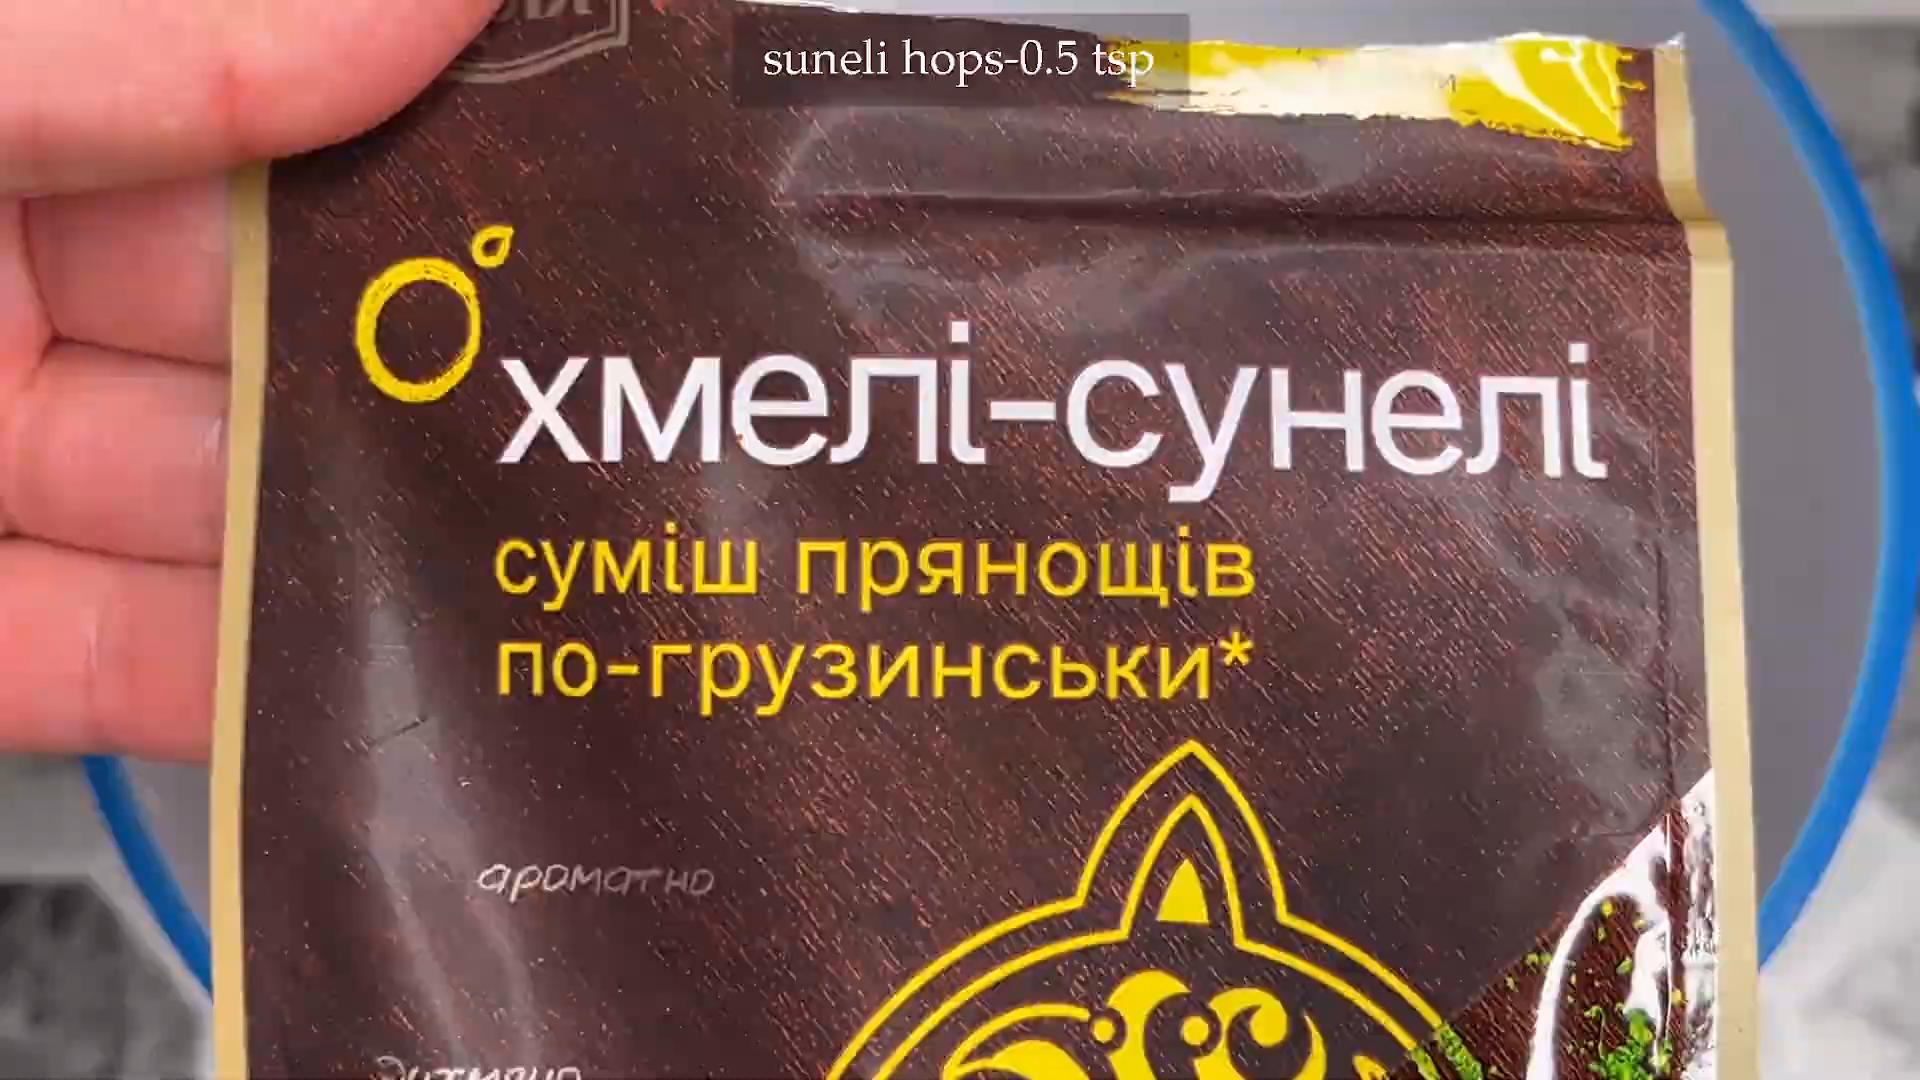 suneli hops-0.5 tsp
хмелі-сунелі
суміш прянощів
по-грузинськи*
ароматно